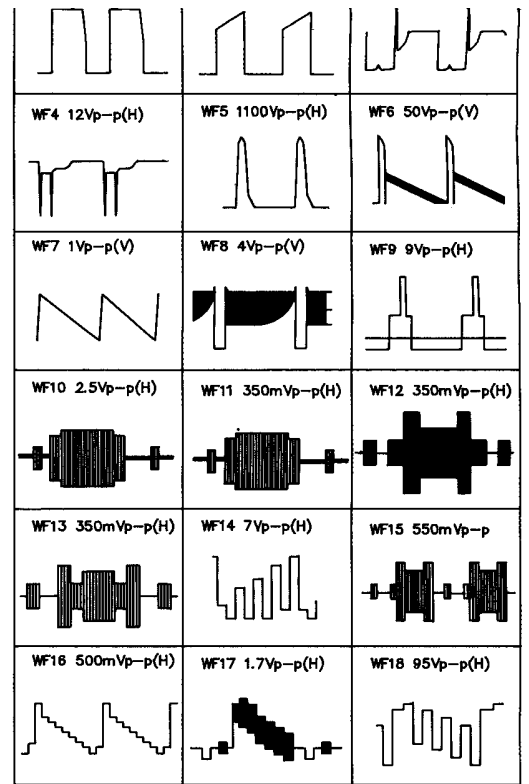 WF4 12Vp-p(H)
WF5 1100Vp-p(H)
WF6 50Vp-p(V)
WF7 1Vp-p(V)
WF8 4Vp-p(V)
WF9 9Vp-p(H)
WF10 2.5Vp-p(H)
WF11 350mVp-p(H)
WF12 350mVp-p(H)
WF13 350mVp-p(H)
WF14 7Vp-p(H)
WF15 550mVp-p
WF16 500mVp-p(H)
WF17 1.7Vp-p(H)
WF18 95Vp-p(H)